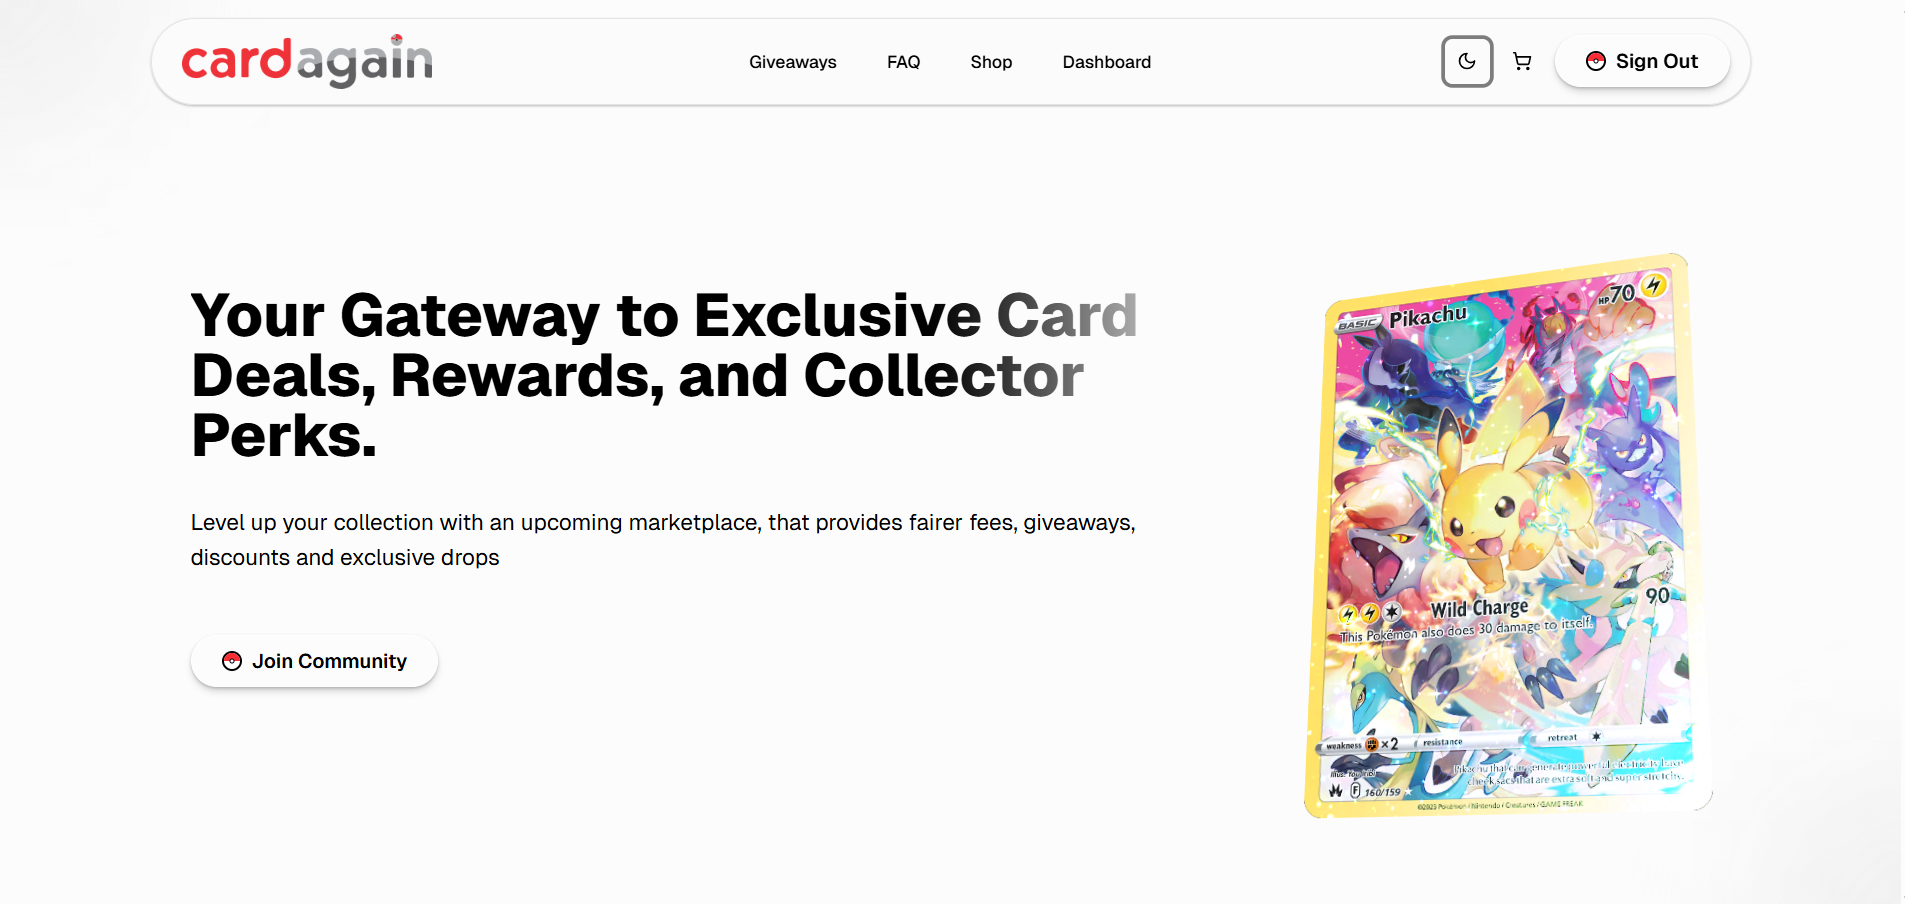 cardagain
Giveaways
FAQ
Shop
Dashboard
Sign Out
Your Gateway to Exclusive Card
Deals, Rewards, and Collector
Perks.
Level up your collection with an upcoming marketplace, that provides fairer fees, giveaways,
discounts and exclusive drops
Join Community
BASIC Pikachu HP 70
Wild Charge 90
This Pokémon also does 30 damage to itself.
weakness ×2 resistance retreat
Pikachu that can generate powerful electricity have
cheek sacs that are extra soft and super stretchy.
F 160/159
©2023 Pokémon / Nintendo / Creatures / GAME FREAK